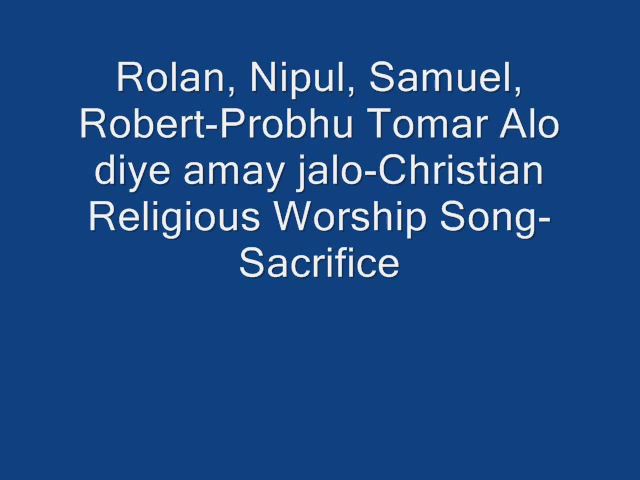 Rolan, Nipul, Samuel,
Robert-Probhu Tomar Alo
diye amay jalo-Christian
Religious Worship Song-
Sacrifice